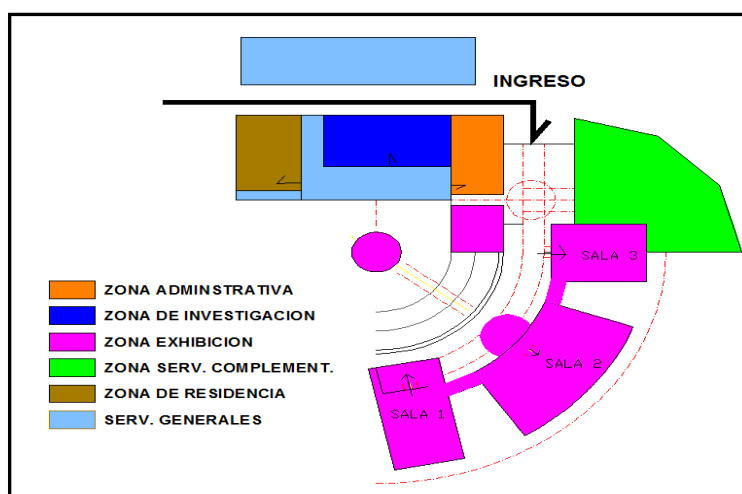 INGRESO
SALA 3
ZONA ADMINSTRATIVA
ZONA DE INVESTIGACION
ZONA EXHIBICION
ZONA SERV. COMPLEMENT.
ZONA DE RESIDENCIA
SERV. GENERALES
SALA 2
SALA 1